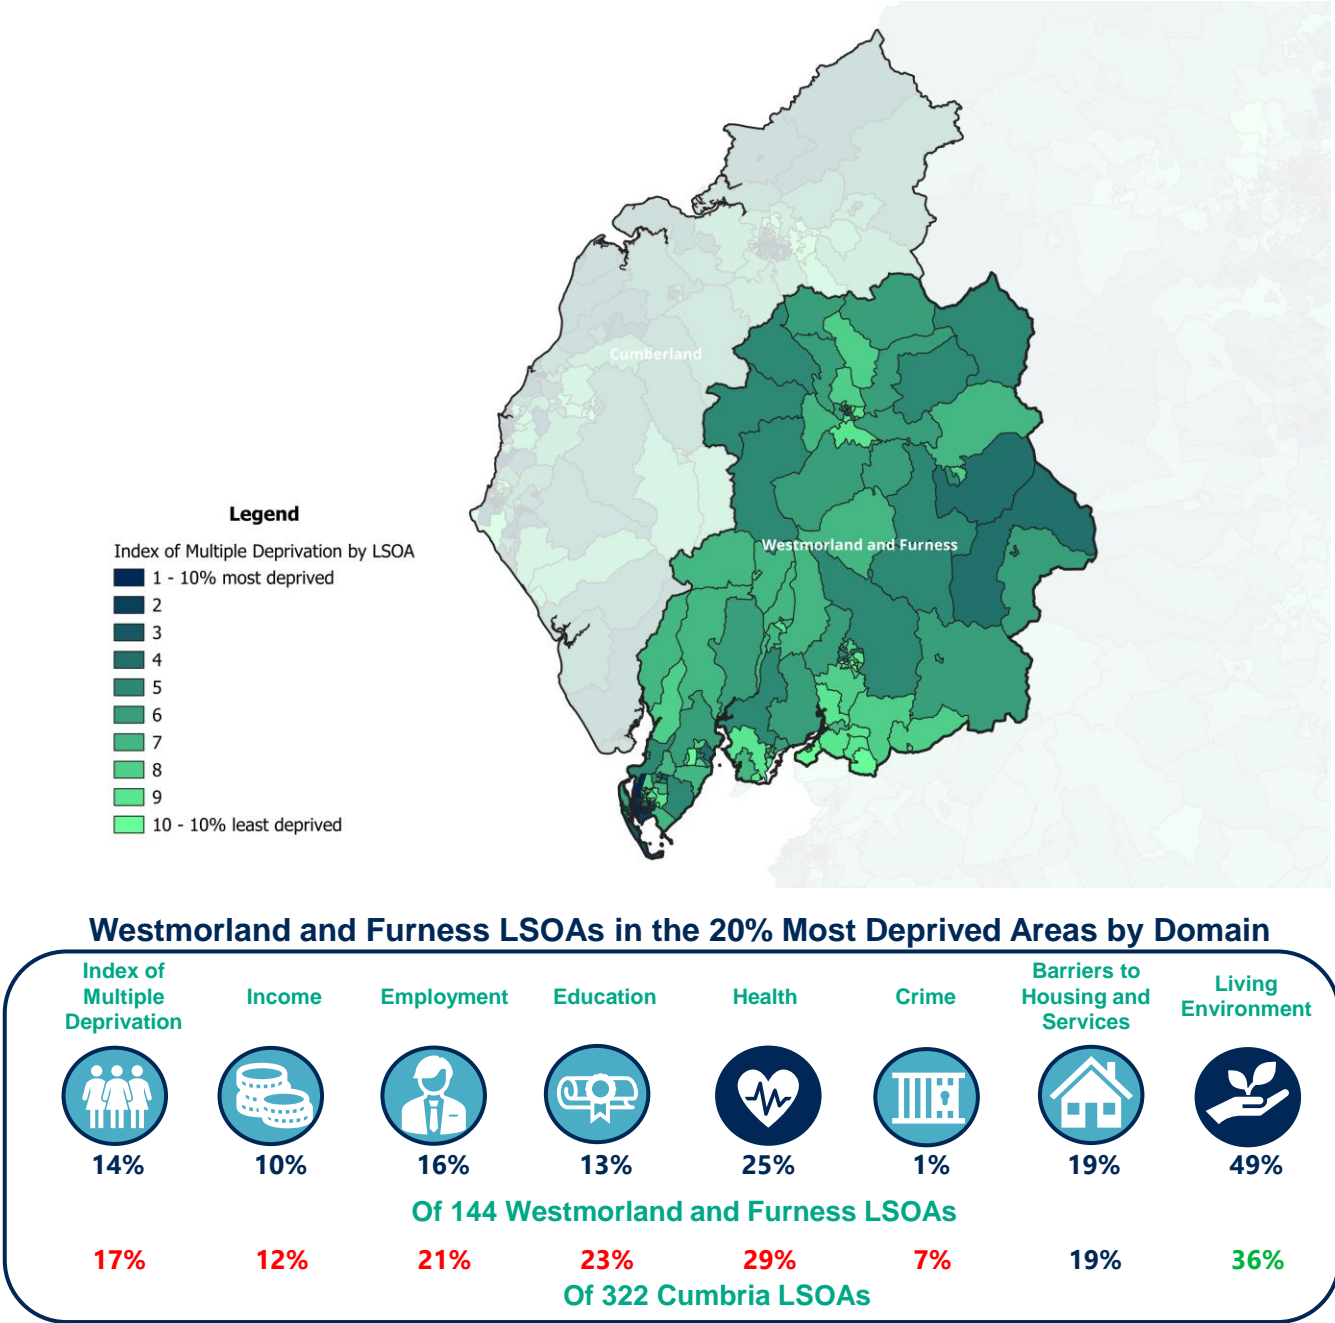 Cumberland
Westmorland and Furness
Legend
Index of Multiple Deprivation by LSOA
1 - 10% most deprived
2
3
4
5
6
7
8
9
10 - 10% least deprived
Westmorland and Furness LSOAs in the 20% Most Deprived Areas by Domain
Index of
Multiple
Deprivation
Income
Employment
Education
Health
Crime
Barriers to
Housing and
Services
Living
Environment
14% 10% 16% 13% 25% 1% 19% 49%
Of 144 Westmorland and Furness LSOAs
17% 12% 21% 23% 29% 7% 19% 36%
Of 322 Cumbria LSOAs